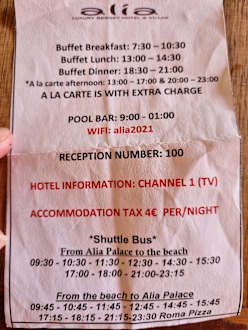 alia
LUXURY RESORT HOTEL & VILLAS
Buffet Breakfast: 7:30 – 10:30
Buffet Lunch: 13:00 – 14:30
Buffet Dinner: 18:30 – 21:00
*A la carte afternoon: 13:00 – 17:00 & 20:00 – 23:00
A LA CARTE IS WITH EXTRA CHARGE
POOL BAR: 9:00 - 01:00
WIFI: alia2021
RECEPTION NUMBER: 100
HOTEL INFORMATION: CHANNEL 1 (TV)
ACCOMMODATION TAX 4€ PER/NIGHT
*Shuttle Bus*
From Alia Palace to the beach
09:30 - 10:30 - 11:30 - 12:30 - 14:30 - 15:30
17:00 - 18:00 - 21:00-23:15
From the beach to Alia Palace
09:45 - 10:45 - 11:45 - 12:45 - 14:45 - 15:45
17:15 - 18:15 - 21:15-23:30 Roma Pizza